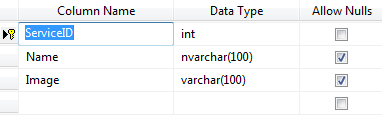 Column Name Data Type Allow Nulls
ServiceID int
Name nvarchar(100)
Image varchar(100)